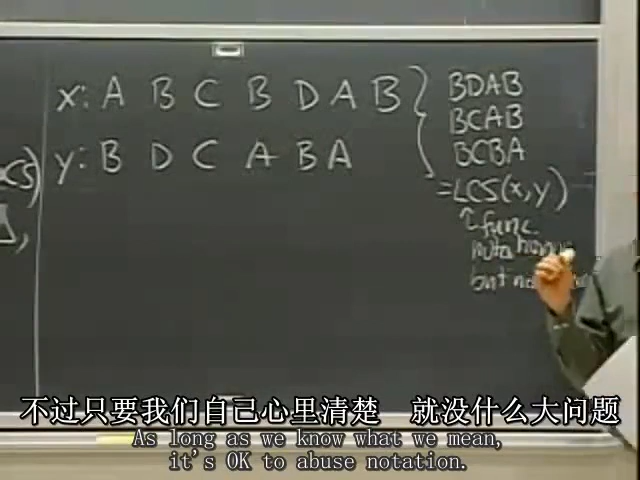 x: A B C B D A B
y: B D C A B A
BDAB
BCAB
BCBA
=LCS(x,y)
↑ func
but
不过只要我们自己心里清楚 就没什么大问题
As long as we know what we mean,
it's OK to abuse notation.